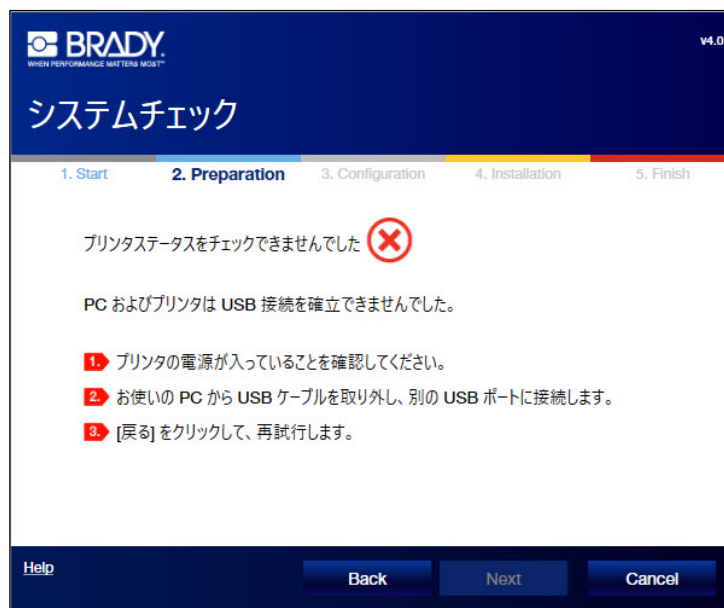 BRADY.
WHEN PERFORMANCE MATTERS MOST™
v4.0
システムチェック
1. Start 2. Preparation 3. Configuration 4. Installation 5. Finish
プリンタステータスをチェックできませんでした
PC およびプリンタは USB 接続を確立できませんでした。
1. プリンタの電源が入っていることを確認してください。
2. お使いの PC から USB ケーブルを取り外し、別の USB ポートに接続します。
3. [戻る] をクリックして、再試行します。
Help Back Next Cancel